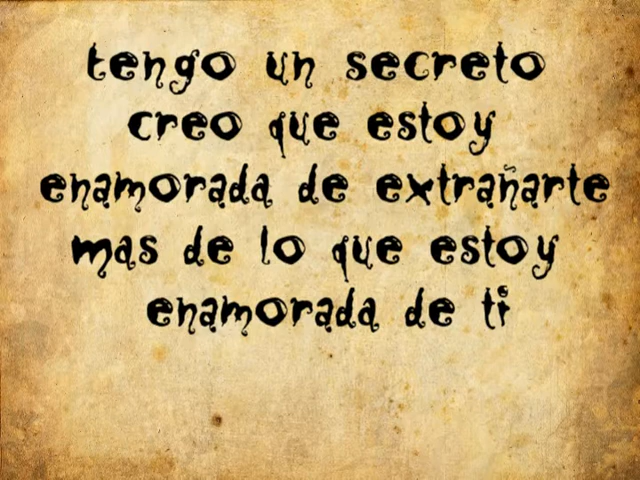 tengo un secreto
creo que estoy
enamorada de extrañarte
mas de lo que estoy
enamorada de ti